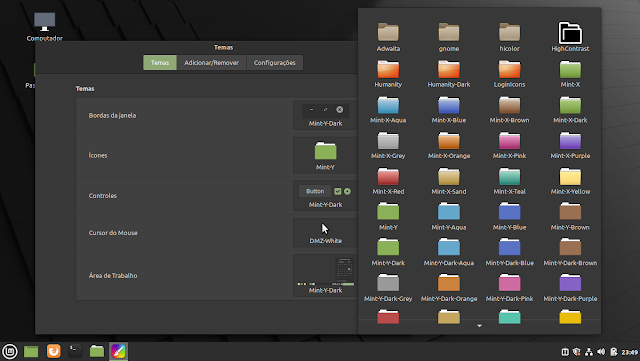 Computador
Temas
Temas Adicionar/Remover Configurações
Temas
Bordas da janela
Mint-Y-Dark
Ícones
Mint-Y
Controles
Button
Mint-Y-Dark
Cursor do Mouse
DMZ-White
Área de Trabalho
Mint-Y-Dark
Adwaita gnome hicolor HighContrast
Humanity Humanity-Dark LoginIcons Mint-X
Mint-X-Aqua Mint-X-Blue Mint-X-Brown Mint-X-Dark
Mint-X-Grey Mint-X-Orange Mint-X-Pink Mint-X-Purple
Mint-X-Red Mint-X-Sand Mint-X-Teal Mint-X-Yellow
Mint-Y Mint-Y-Aqua Mint-Y-Blue Mint-Y-Brown
Mint-Y-Dark Mint-Y-Dark-Aqua Mint-Y-Dark-Blue Mint-Y-Dark-Brown
Mint-Y-Dark-Grey Mint-Y-Dark-Orange Mint-Y-Dark-Pink Mint-Y-Dark-Purple
23:49